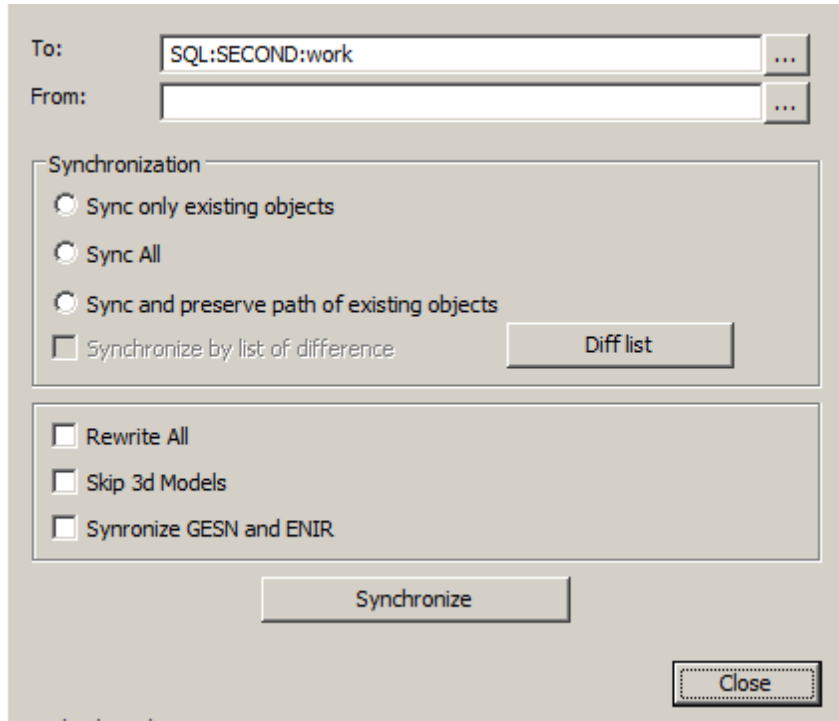 To: SQL:SECOND:work ...
From: ...
Synchronization
Sync only existing objects
Sync All
Sync and preserve path of existing objects
Synchronize by list of difference Diff list
Rewrite All
Skip 3d Models
Synronize GESN and ENIR
Synchronize
Close